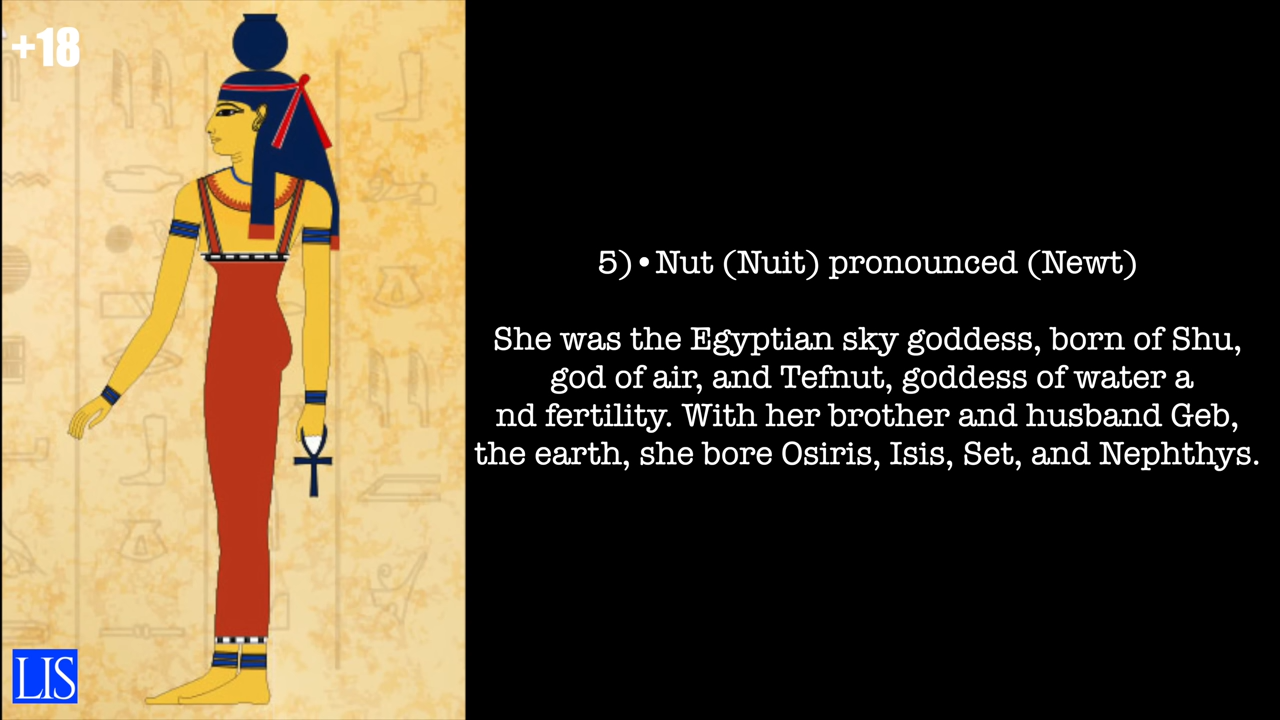 +18
5) • Nut (Nuit) pronounced (Newt)
She was the Egyptian sky goddess, born of Shu,
god of air, and Tefnut, goddess of water a
nd fertility. With her brother and husband Geb,
the earth, she bore Osiris, Isis, Set, and Nephthys.
LIS